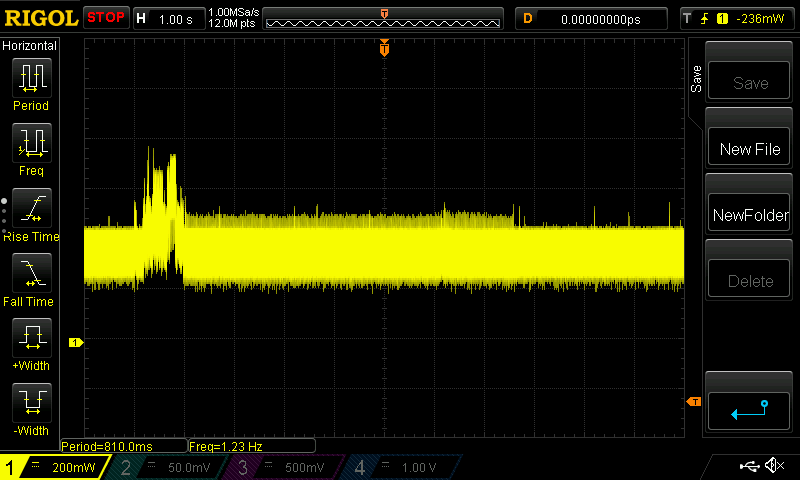 RIGOL STOP H 1.00 s 1.00MSa/s D 0.00000000ps T 1 -236mW
12.0M pts
T
Horizontal
Period
Freq
Rise Time
Fall Time
+Width
-Width
1
T
T
Save
Save
New File
NewFolder
Delete
Period=810.0ms Freq=1.23 Hz
1 200mW 2 50.0mV 3 500mV 4 1.00 V